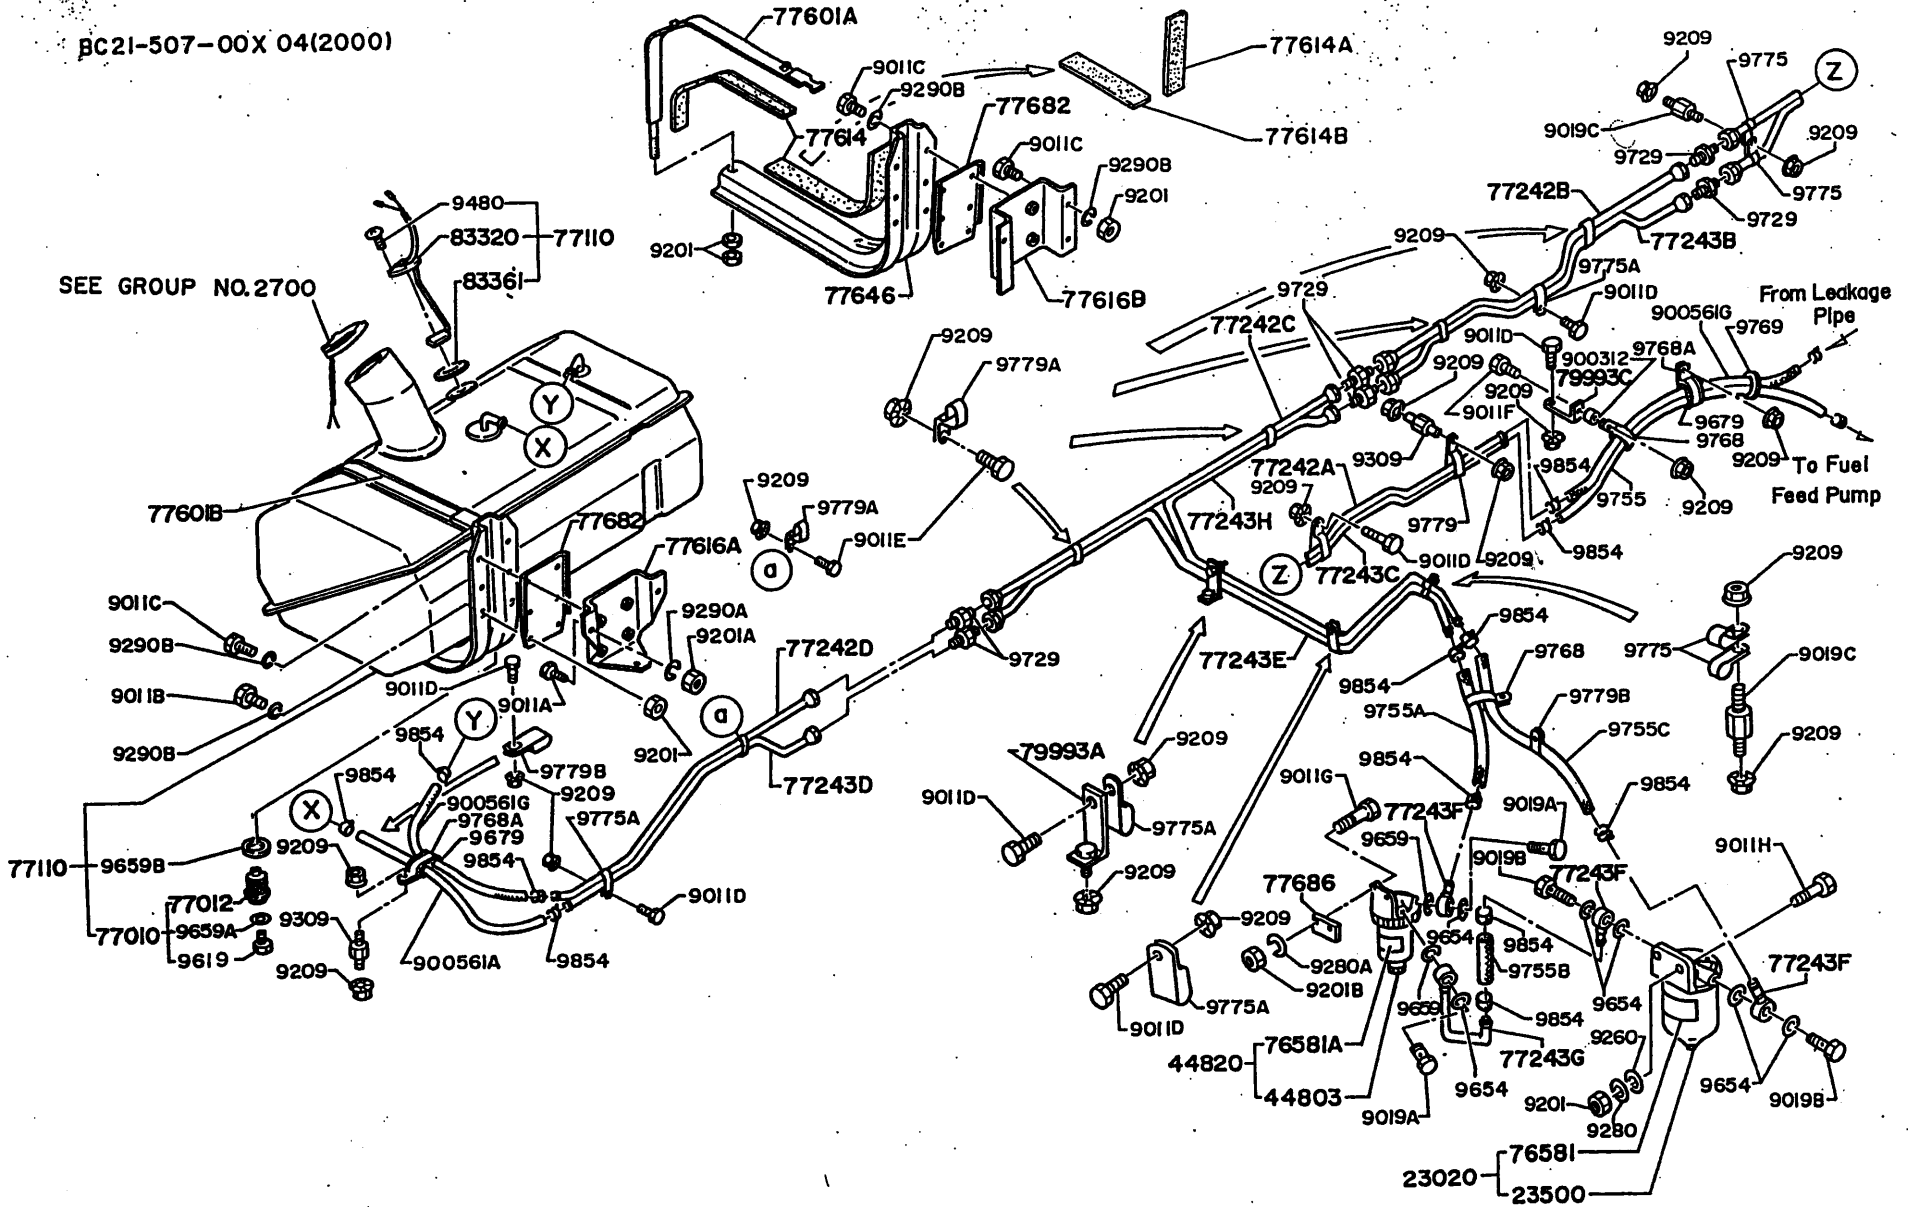 BC21-507-00X 04(2000)
77601A
9011C
9290B
77682
77614
77614A
77614B
9011C
9290B
9201
9201
77646
77616B
9480
83320
77110
83361
SEE GROUP NO.2700
Y
X
77601B
77682
77616A
9011C
9290B
9011B
9290B
9290A
9201A
9011D
9011A
9201
9209
9779A
9209
9779A
9011E
a
Y
X
a
9854
9854
9779B
9209
900561G
9768A
9679
9854
9775A
9209
9309
9209
900561A
9854
9011D
77242D
77243D
77110
9659B
77012
77010
9659A
9619
9209
9775
Z
9019C
9209
9729
9775
9729
77242B
77243B
9209
9775A
9011D
9729
77242C
9209
9011D
900312
9768A
79993C
900561G
9769
From Leakage
Pipe
9209
9011F
9679
9768
9209
To Fuel
Feed Pump
9309
9854
9755
9209
77242A
9209
9779
9209
9854
77243H
77243C
9011D
Z
9729
77243E
9854
9854
9768
9755A
9779B
9755C
9209
9775
9019C
9209
79993A
9209
9011D
9775A
9209
9011G
9854
77243F
9019A
9854
9659
9019B
77243F
9011H
77686
9209
9280A
9201B
9775A
9011D
9654
9854
9755B
9659
9854
9654
77243F
77243G
9654
9019A
76581A
44820
44803
9260
9654
9019B
9201
9280
76581
23020
23500